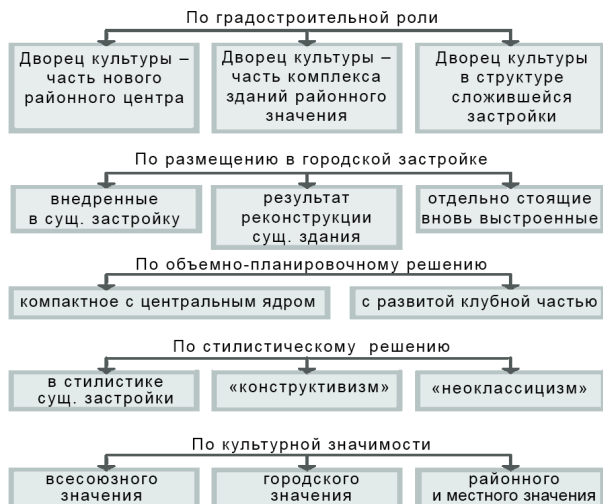 По градостроительной роли
Дворец культуры –
часть нового
районного центра
Дворец культуры –
часть комплекса
зданий районного
значения
Дворец культуры
в структуре
сложившейся
застройки
По размещению в городской застройке
внедренные
в сущ. застройку
результат
реконструкции
сущ. здания
отдельно стоящие
вновь выстроенные
По объемно-планировочному решению
компактное с центральным ядром
с развитой клубной частью
По стилистическому решению
в стилистике
сущ. застройки
«конструктивизм»
«неоклассицизм»
По культурной значимости
всесоюзного
значения
городского
значения
районного
и местного значения